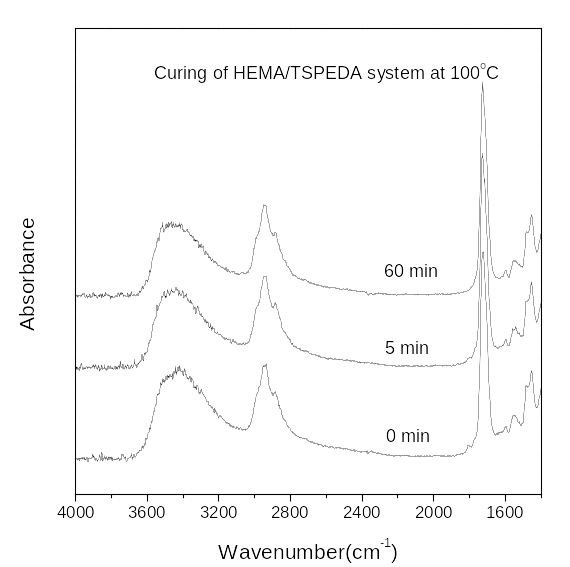 Curing of HEMA/TSPEDA system at 100°C
60 min
5 min
0 min
Absorbance
4000 3600 3200 2800 2400 2000 1600
Wavenumber(cm-1)